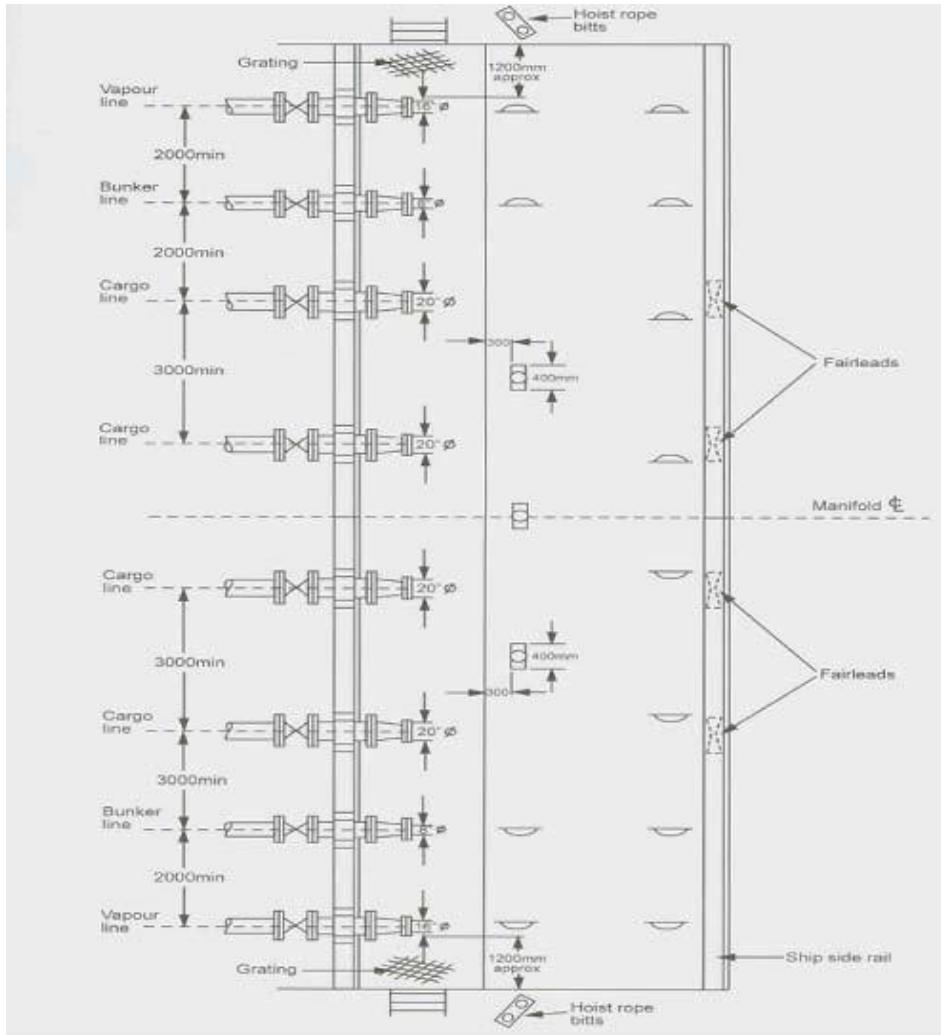 Hoist rope
bitts
Grating
1200mm
approx
Vapour
line
16" ø
2000min
Bunker
line
ø
2000min
Cargo
line
20" ø
300
Fairleads
3000min
400mm
Cargo
line
20" ø
Manifold ℄
Cargo
line
20" ø
3000min
400mm
Fairleads
300
Cargo
line
20" ø
3000min
Bunker
line
ø
2000min
Vapour
line
16" ø
Grating
1200mm
approx
Ship side rail
Hoist rope
bitts